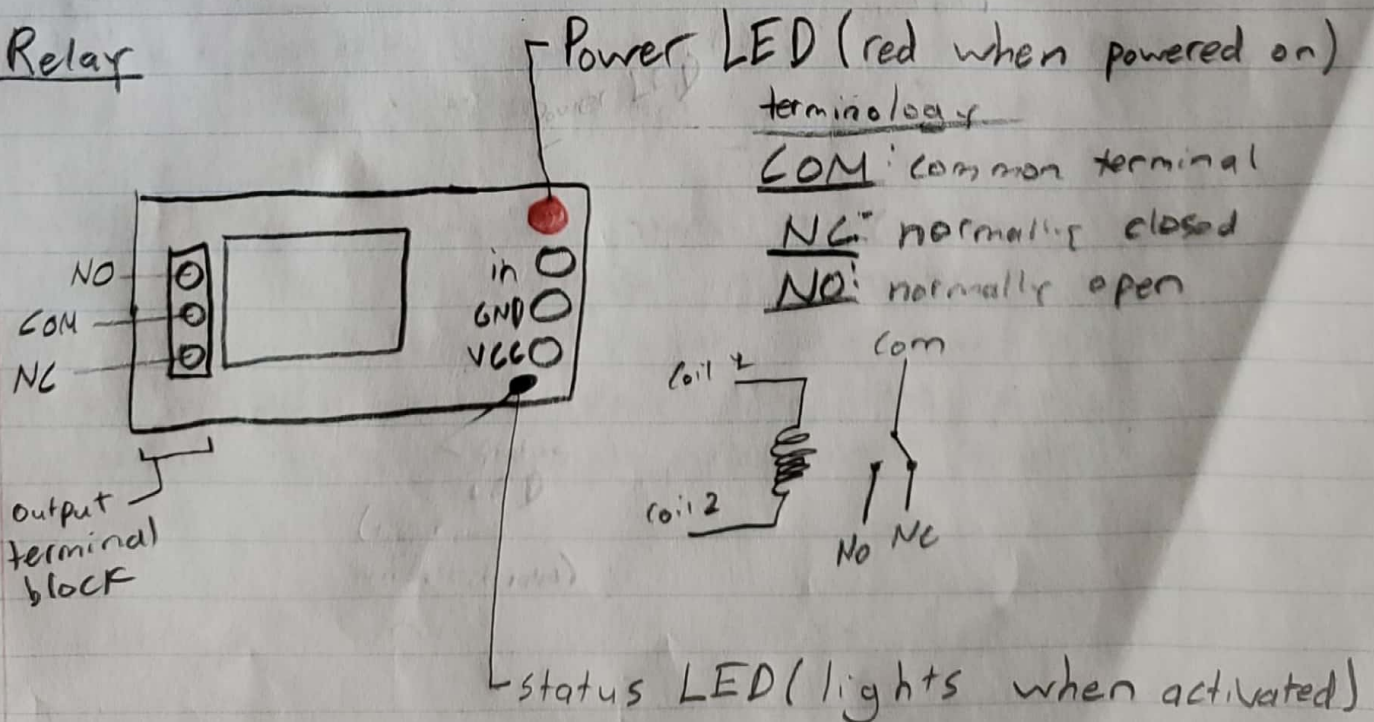 Relay
Power LED (red when powered on)
terminology
COM: common terminal
NC: normally closed
NO: normally open
NO
COM
NC
in
GND
VCC
output
terminal
block
Coil 1
Coil 2
Com
NO
NC
status LED (lights when activated)